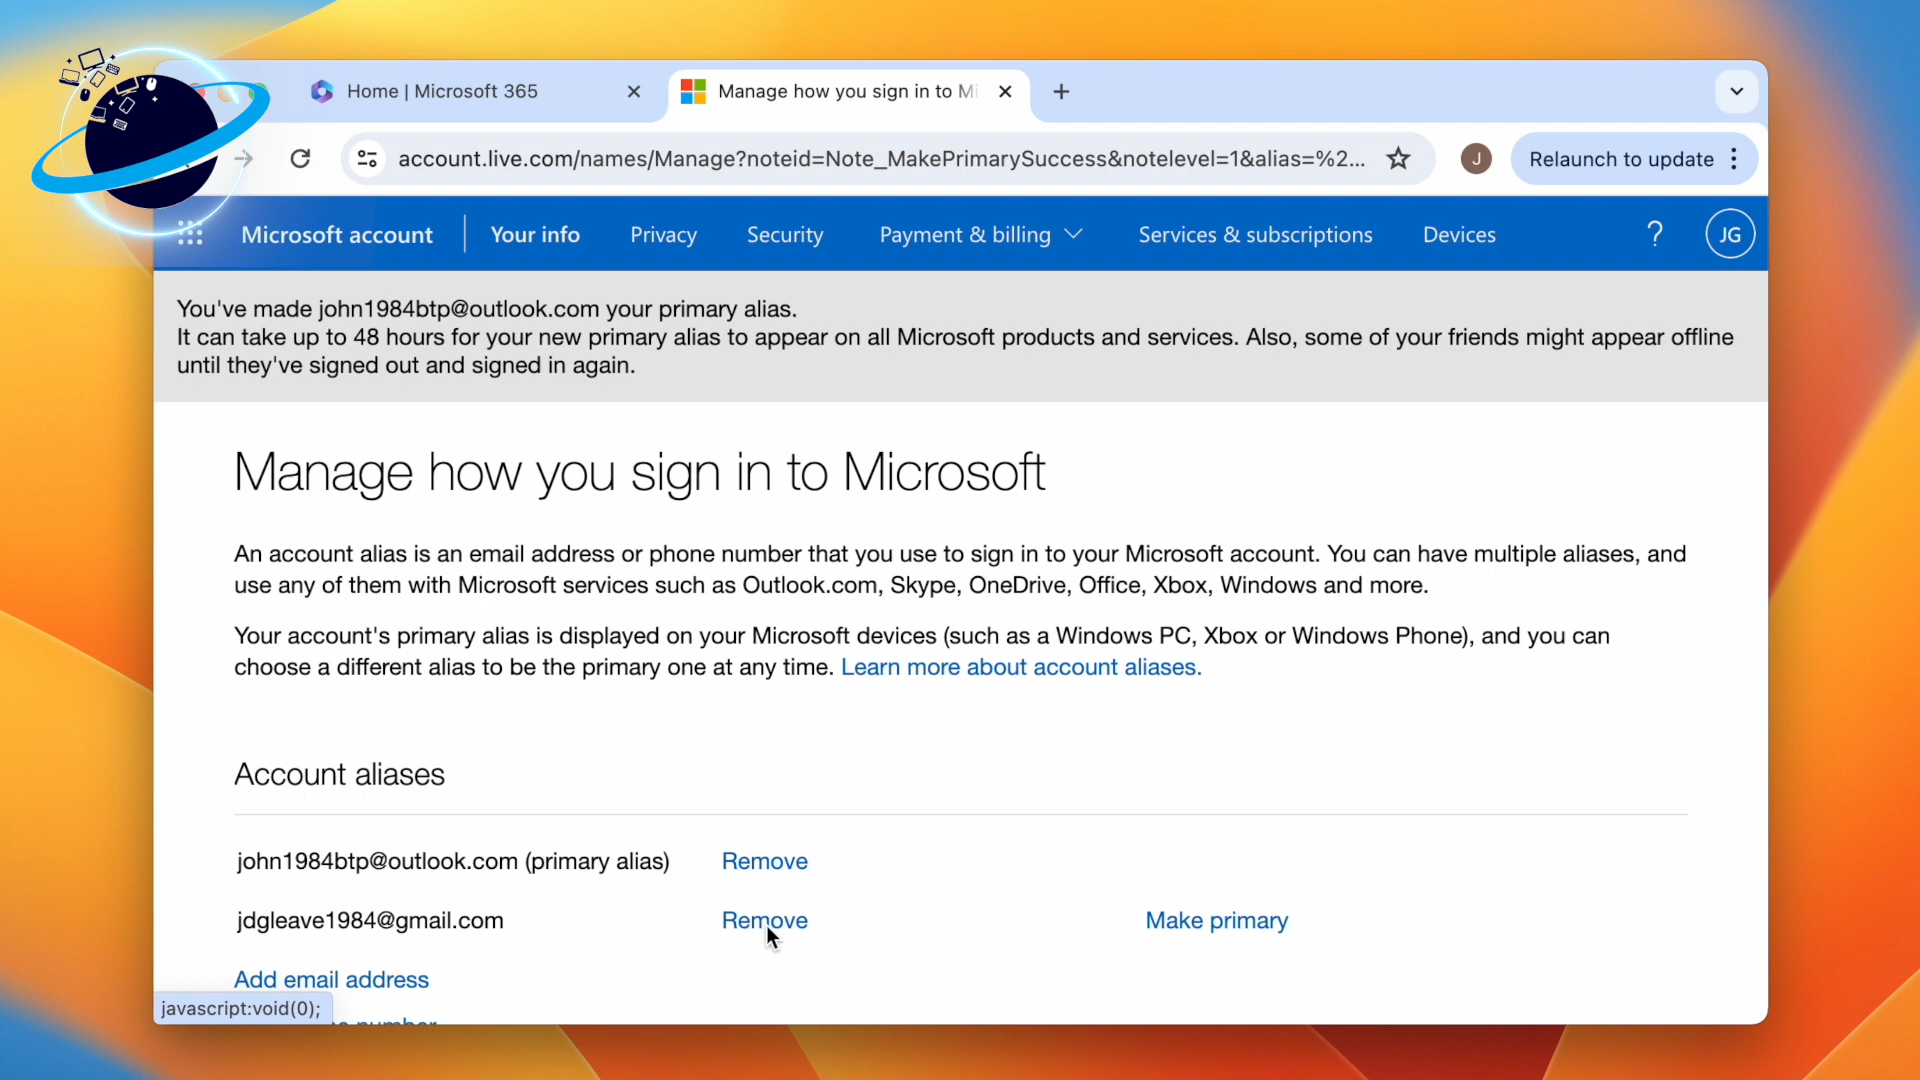 Home | Microsoft 365
Manage how you sign in to Mi
account.live.com/names/Manage?noteid=Note_MakePrimarySuccess&notelevel=1&alias=%2...
J
Relaunch to update
Microsoft account
Your info
Privacy
Security
Payment & billing
Services & subscriptions
Devices
?
JG
You've made john1984btp@outlook.com your primary alias.
It can take up to 48 hours for your new primary alias to appear on all Microsoft products and services. Also, some of your friends might appear offline
until they've signed out and signed in again.
Manage how you sign in to Microsoft
An account alias is an email address or phone number that you use to sign in to your Microsoft account. You can have multiple aliases, and
use any of them with Microsoft services such as Outlook.com, Skype, OneDrive, Office, Xbox, Windows and more.
Your account's primary alias is displayed on your Microsoft devices (such as a Windows PC, Xbox or Windows Phone), and you can
choose a different alias to be the primary one at any time. Learn more about account aliases.
Account aliases
john1984btp@outlook.com (primary alias)
Remove
jdgleave1984@gmail.com
Remove
Make primary
Add email address
javascript:void(0);
number